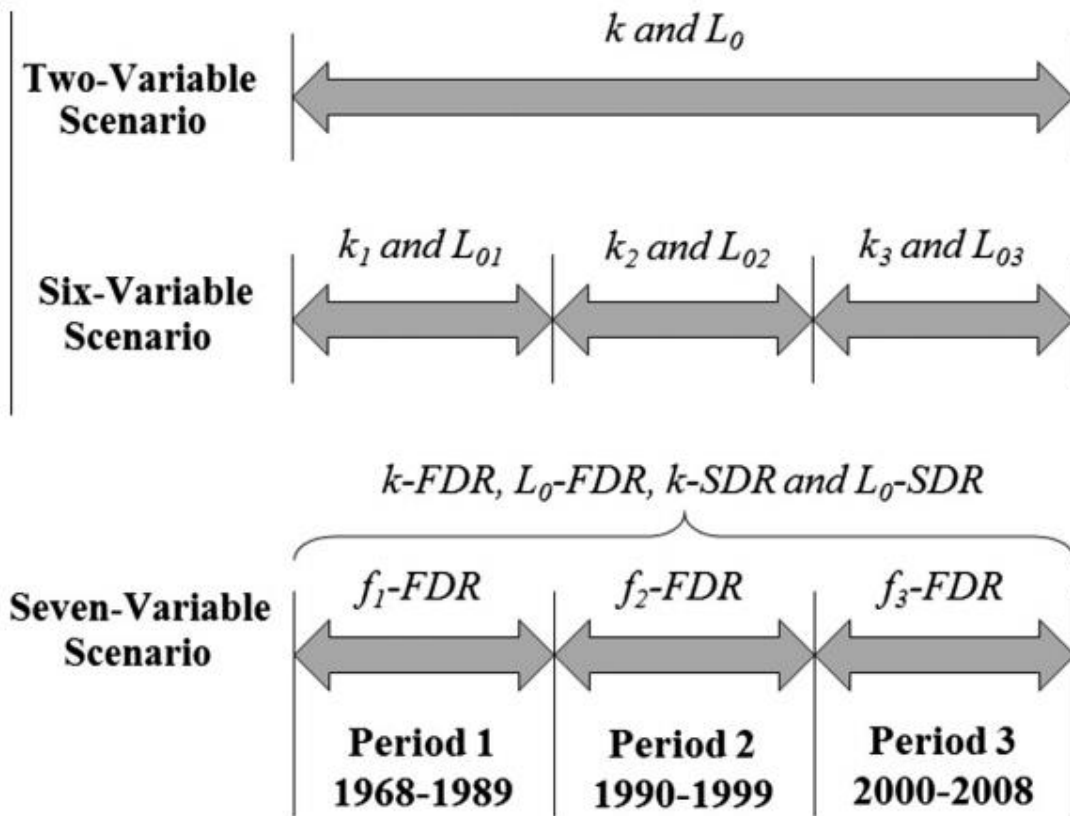 k and L₀
Two-Variable
Scenario
k₁ and L₀₁
k₂ and L₀₂
k₃ and L₀₃
Six-Variable
Scenario
k-FDR, L₀-FDR, k-SDR and L₀-SDR
f₁-FDR
f₂-FDR
f₃-FDR
Seven-Variable
Scenario
Period 1
1968-1989
Period 2
1990-1999
Period 3
2000-2008